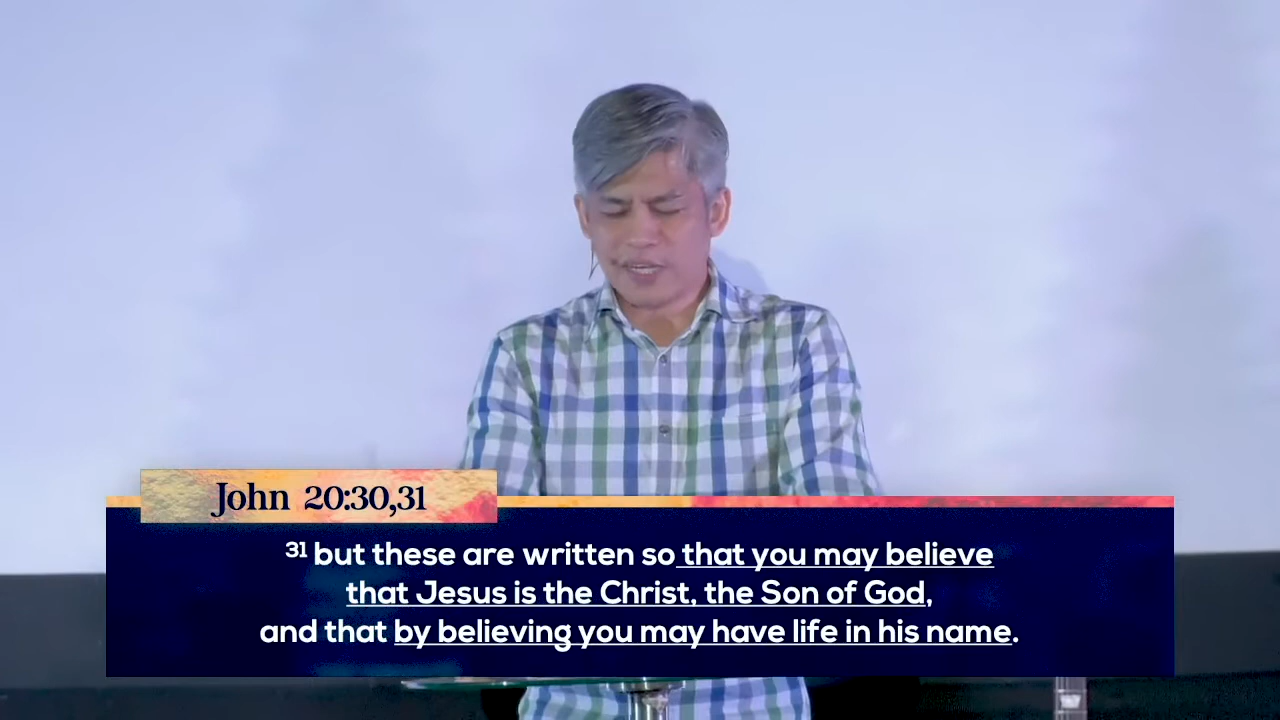 John 20:30,31
³¹ but these are written so that you may believe
that Jesus is the Christ, the Son of God,
and that by believing you may have life in his name.